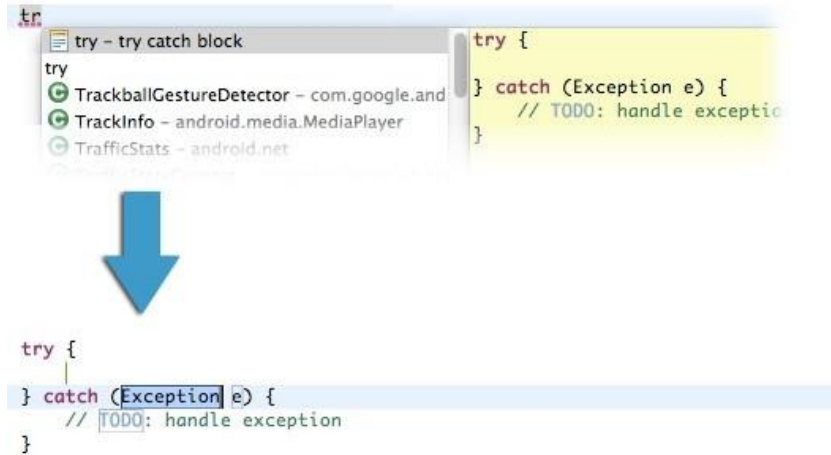 tr
try – try catch block
try
TrackballGestureDetector – com.google.and
TrackInfo – android.media.MediaPlayer
TrafficStats – android.net
try {
} catch (Exception e) {
// TODO: handle exceptio
}
try {
} catch (Exception e) {
// TODO: handle exception
}